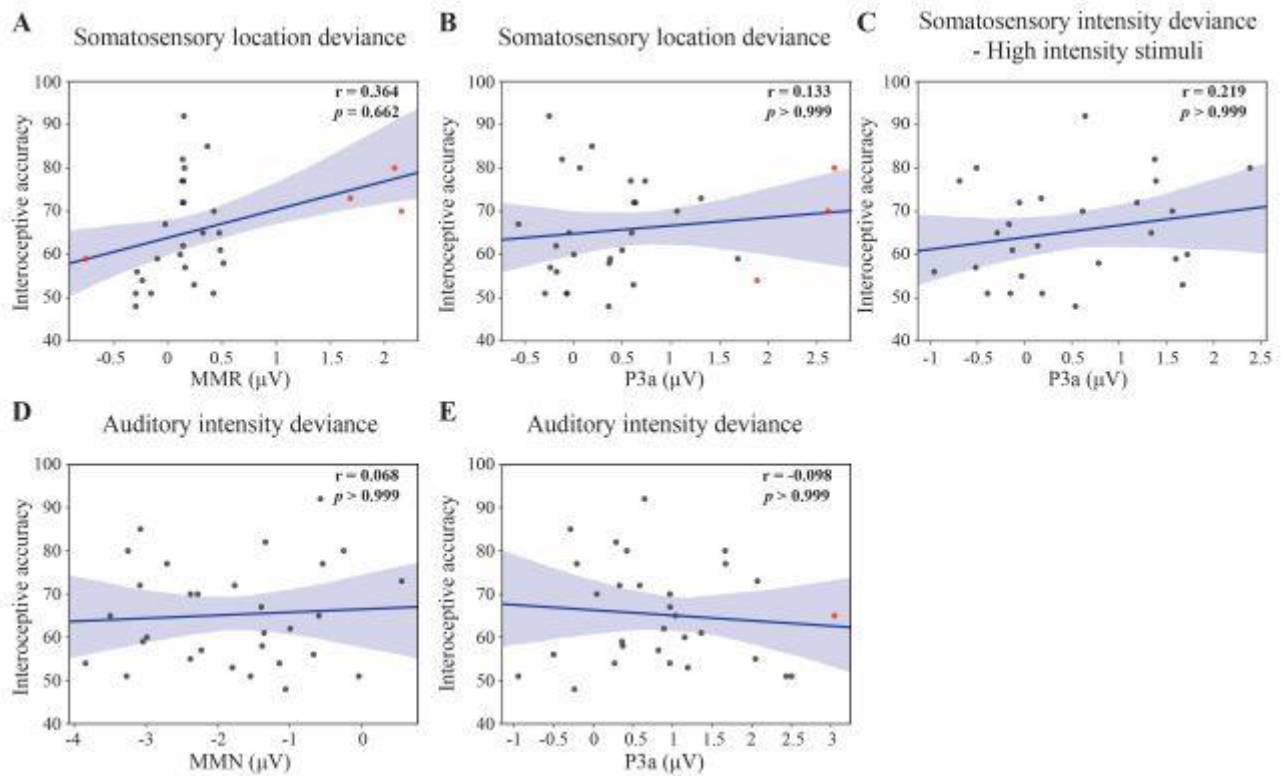 A
Somatosensory location deviance
r = 0.364
p = 0.662
Interoceptive accuracy
100
90
80
70
60
50
40
-0.5
0
0.5
1
1.5
2
MMR (μV)
B
Somatosensory location deviance
r = 0.133
p > 0.999
Interoceptive accuracy
100
90
80
70
60
50
40
-0.5
0
0.5
1
1.5
2
2.5
P3a (μV)
C
Somatosensory intensity deviance
- High intensity stimuli
r = 0.219
p > 0.999
Interoceptive accuracy
100
90
80
70
60
50
40
-1
-0.5
0
0.5
1
1.5
2
2.5
P3a (μV)
D
Auditory intensity deviance
r = 0.068
p > 0.999
Interoceptive accuracy
100
90
80
70
60
50
40
-4
-3
-2
-1
0
MMN (μV)
E
Auditory intensity deviance
r = -0.098
p > 0.999
Interoceptive accuracy
100
90
80
70
60
50
40
-1
-0.5
0
0.5
1
1.5
2
2.5
3
P3a (μV)